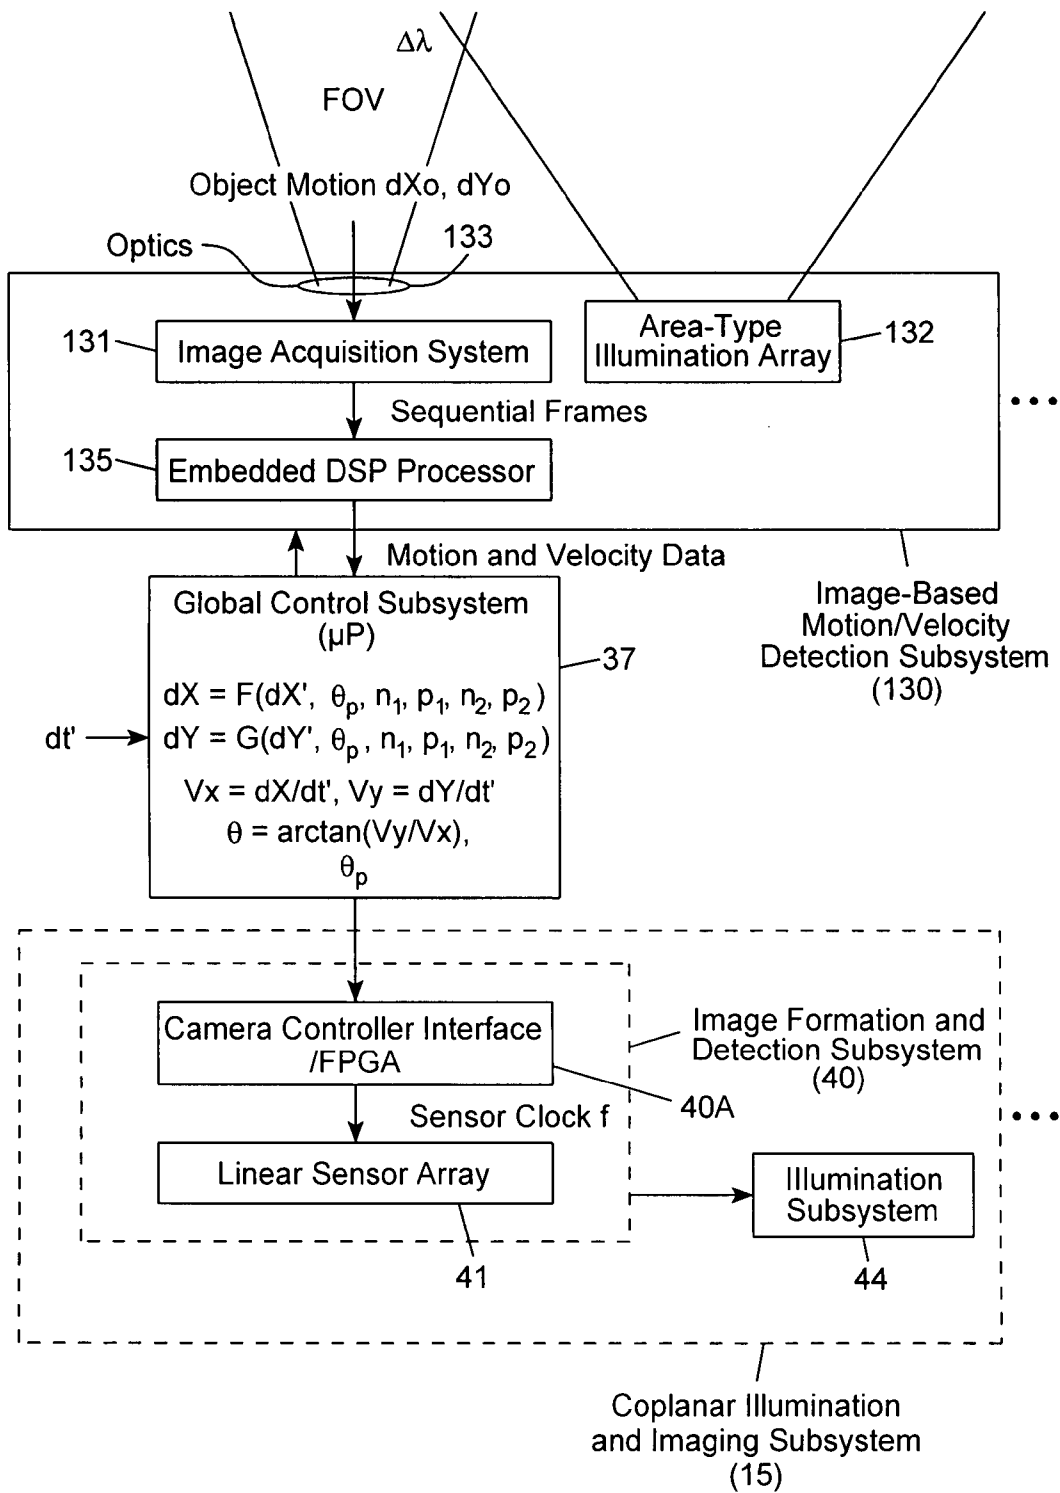 Δλ
FOV
Object Motion dXo, dYo
Optics
133
131
Image Acquisition System
Area-Type
Illumination Array
132
Sequential Frames
135
Embedded DSP Processor
Motion and Velocity Data
Image-Based
Motion/Velocity
Detection Subsystem
(130)
Global Control Subsystem
(µP)
37
dX = F(dX', θp, n1, p1, n2, p2)
dt'
dY = G(dY', θp, n1, p1, n2, p2)
Vx = dX/dt', Vy = dY/dt'
θ = arctan(Vy/Vx),
θp
Camera Controller Interface
/FPGA
Image Formation and
Detection Subsystem
(40)
40A
Sensor Clock f
Linear Sensor Array
41
Illumination
Subsystem
44
Coplanar Illumination
and Imaging Subsystem
(15)